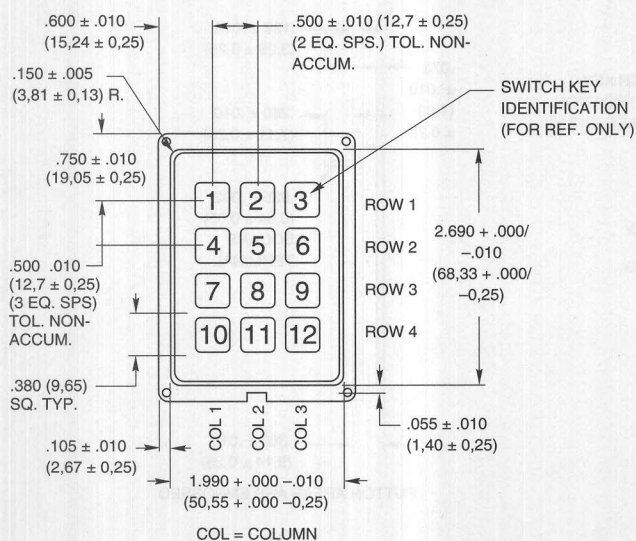 .600 ± .010
(15,24 ± 0,25)
.500 ± .010 (12,7 ± 0,25)
(2 EQ. SPS.) TOL. NON-
ACCUM.
.150 ± .005
(3,81 ± 0,13) R.
SWITCH KEY
IDENTIFICATION
(FOR REF. ONLY)
.750 ± .010
(19,05 ± 0,25)
1 2 3
ROW 1
4 5 6
ROW 2
7 8 9
ROW 3
10 11 12
ROW 4
2.690 + .000/
–.010
(68,33 + .000/
–0,25)
.500 .010
(12,7 ± 0,25)
(3 EQ. SPS)
TOL. NON-
ACCUM.
.380 (9,65)
SQ. TYP.
COL 1
COL 2
COL 3
.055 ± .010
(1,40 ± 0,25)
.105 ± .010
(2,67 ± 0,25)
1.990 + .000 –.010
(50,55 + .000 –0,25)
COL = COLUMN